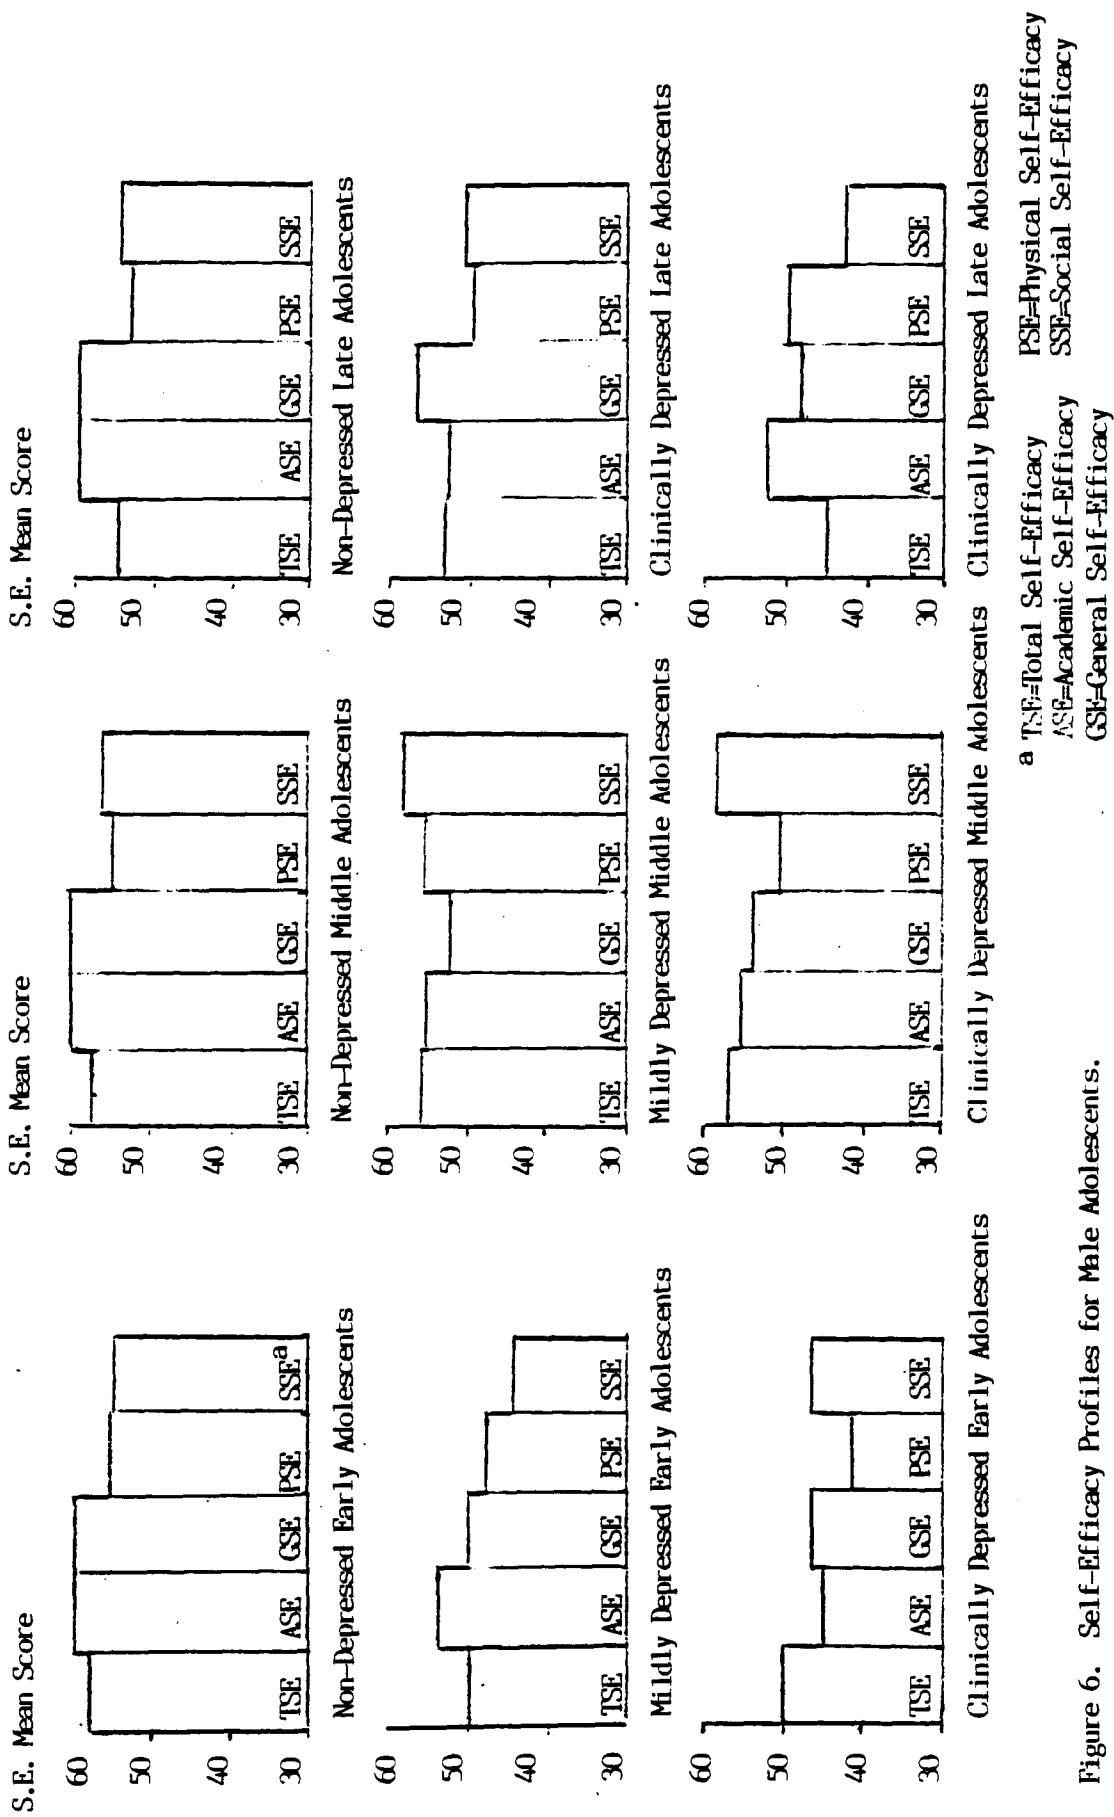 S.E. Mean Score
S.E. Mean Score
S.E. Mean Score
60
50
40
30
TSE ASE GSE PSE SSEa
Non-Depressed Early Adolescents
60
50
40
30
TSE ASE GSE PSE SSE
Non-Depressed Middle Adolescents
60
50
40
30
TSE ASE GSE PSE SSE
Non-Depressed Late Adolescents
60
50
40
30
TSE ASE GSE PSE SSE
Mildly Depressed Early Adolescents
60
50
40
30
TSE ASE GSE PSE SSE
Mildly Depressed Middle Adolescents
60
50
40
30
TSE ASE GSE PSE SSE
Clinically Depressed Late Adolescents
60
50
40
30
TSE ASE GSE PSE SSE
Clinically Depressed Early Adolescents
60
50
40
30
TSE ASE GSE PSE SSE
Clinically Depressed Middle Adolescents
60
50
40
30
TSE ASE GSE PSE SSE
Clinically Depressed Late Adolescents
a TSE=Total Self-Efficacy PSE=Physical Self-Efficacy
ASE=Academic Self-Efficacy SSE=Social Self-Efficacy
GSE=General Self-Efficacy
Figure 6. Self-Efficacy Profiles for Male Adolescents.